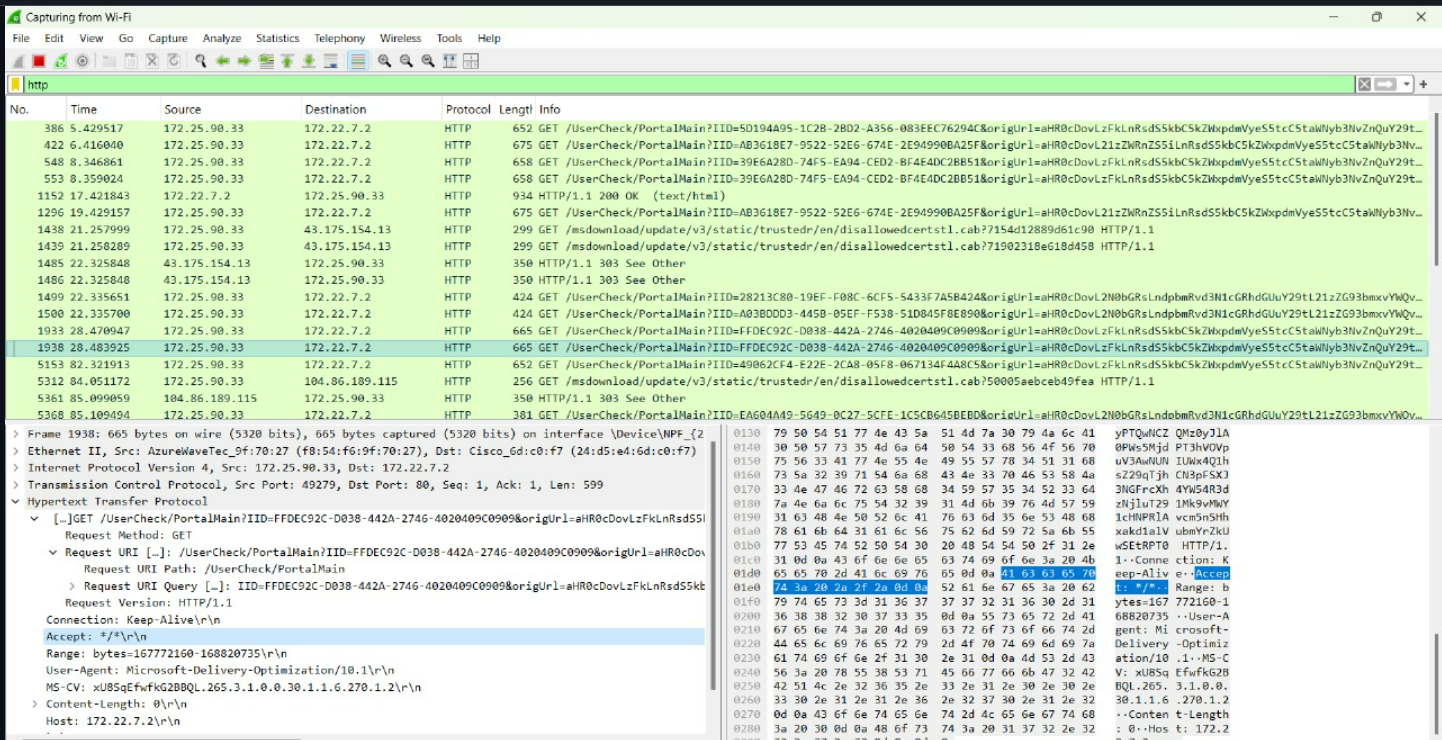 Capturing from Wi-Fi
File Edit View Go Capture Analyze Statistics Telephony Wireless Tools Help
http
No. Time Source Destination Protocol Length Info
386 5.429517 172.25.90.33 172.22.7.2 HTTP 652 GET /UserCheck/PortalMain?IID=5D194A95-1C2B-2BD2-A356-083EEC76294C&origUrl=aHR0cDovLzFkLnRsdS5kbC5kZWxpdmVyeS5tcC5taWNyb3NvZnQuY29t…
422 6.416040 172.25.90.33 172.22.7.2 HTTP 675 GET /UserCheck/PortalMain?IID=AB3618E7-9522-52E6-674E-2E94990BA25F&origUrl=aHR0cDovL21zZWRnZS5iLnRsdS5kbC5kZWxpdmVyeS5tcC5taWNyb3Nv…
548 8.346861 172.25.90.33 172.22.7.2 HTTP 658 GET /UserCheck/PortalMain?IID=39E6A28D-74F5-EA94-CED2-BF4E4DC2BB51&origUrl=aHR0cDovLzFkLnRsdS5kbC5kZWxpdmVyeS5tcC5taWNyb3NvZnQuY29t…
553 8.359024 172.25.90.33 172.22.7.2 HTTP 658 GET /UserCheck/PortalMain?IID=39E6A28D-74F5-EA94-CED2-BF4E4DC2BB51&origUrl=aHR0cDovLzFkLnRsdS5kbC5kZWxpdmVyeS5tcC5taWNyb3NvZnQuY29t…
1152 17.421843 172.22.7.2 172.25.90.33 HTTP 934 HTTP/1.1 200 OK (text/html)
1296 19.429157 172.25.90.33 172.22.7.2 HTTP 675 GET /UserCheck/PortalMain?IID=AB3618E7-9522-52E6-674E-2E94990BA25F&origUrl=aHR0cDovL21zZWRnZS5iLnRsdS5kbC5kZWxpdmVyeS5tcC5taWNyb3Nv…
1438 21.257999 172.25.90.33 43.175.154.13 HTTP 299 GET /msdownload/update/v3/static/trustedr/en/disallowedcertstl.cab?7154d12889d61c90 HTTP/1.1
1439 21.258289 172.25.90.33 43.175.154.13 HTTP 299 GET /msdownload/update/v3/static/trustedr/en/disallowedcertstl.cab?71902318e618d458 HTTP/1.1
1485 22.325848 43.175.154.13 172.25.90.33 HTTP 350 HTTP/1.1 303 See Other
1486 22.325848 43.175.154.13 172.25.90.33 HTTP 350 HTTP/1.1 303 See Other
1499 22.335651 172.25.90.33 172.22.7.2 HTTP 424 GET /UserCheck/PortalMain?IID=28213C80-19EF-F08C-6CF5-5433F7A5B424&origUrl=aHR0cDovL2N0bGRsLndpbmRvd3N1cGRhdGUuY29tL21zZG93bmxvYWQv…
1500 22.335700 172.25.90.33 172.22.7.2 HTTP 424 GET /UserCheck/PortalMain?IID=A03BDDD3-445B-05EF-F538-51D845F8E890&origUrl=aHR0cDovL2N0bGRsLndpbmRvd3N1cGRhdGUuY29tL21zZG93bmxvYWQv…
1933 28.470947 172.25.90.33 172.22.7.2 HTTP 665 GET /UserCheck/PortalMain?IID=FFDEC92C-D038-442A-2746-4020409C0909&origUrl=aHR0cDovLzFkLnRsdS5kbC5kZWxpdmVyeS5tcC5taWNyb3NvZnQuY29t…
1938 28.483925 172.25.90.33 172.22.7.2 HTTP 665 GET /UserCheck/PortalMain?IID=FFDEC92C-D038-442A-2746-4020409C0909&origUrl=aHR0cDovLzFkLnRsdS5kbC5kZWxpdmVyeS5tcC5taWNyb3NvZnQuY29t…
5153 82.321913 172.25.90.33 172.22.7.2 HTTP 665 GET /UserCheck/PortalMain?IID=49062CF4-E22E-2CA8-05F8-067134F4A8C5&origUrl=aHR0cDovLzFkLnRsdS5kbC5kZWxpdmVyeS5tcC5taWNyb3NvZnQuY29t…
5312 84.051172 172.25.90.33 104.86.189.115 HTTP 256 GET /msdownload/update/v3/static/trustedr/en/disallowedcertstl.cab?50005aebceb49fea HTTP/1.1
5361 85.099059 104.86.189.115 172.25.90.33 HTTP 350 HTTP/1.1 303 See Other
5368 85.109494 172.25.90.33 172.22.7.2 HTTP 381 GET /UserCheck/PortalMain?IID=EA604A49-5649-0C27-5CFE-1C5CB645BEBD&origUrl=aHR0cDovL2N0bGRsLndpbmRvd3N1cGRhdGUuY29tL21zZG93bmxvYWQv…
Frame 1938: 665 bytes on wire (5320 bits), 665 bytes captured (5320 bits) on interface \Device\NPF_{2
Ethernet II, Src: AzureWaveTec_9f:70:27 (f8:54:f6:9f:70:27), Dst: Cisco_6d:c0:f7 (24:d5:e4:6d:c0:f7)
Internet Protocol Version 4, Src: 172.25.90.33, Dst: 172.22.7.2
Transmission Control Protocol, Src Port: 49279, Dst Port: 80, Seq: 1, Ack: 1, Len: 599
Hypertext Transfer Protocol
[…]GET /UserCheck/PortalMain?IID=FFDEC92C-D038-442A-2746-4020409C0909&origUrl=aHR0cDovLzFkLnRsdS5
Request Method: GET
Request URI […]: /UserCheck/PortalMain?IID=FFDEC92C-D038-442A-2746-4020409C0909&origUrl=aHR0cDov
Request URI Path: /UserCheck/PortalMain
Request URI Query […]: IID=FFDEC92C-D038-442A-2746-4020409C0909&origUrl=aHR0cDovLzFkLnRsdS5kb
Request Version: HTTP/1.1
Connection: Keep-Alive\r\n
Accept: */*\r\n
Range: bytes=167772160-168820735\r\n
User-Agent: Microsoft-Delivery-Optimization/10.1\r\n
MS-CV: xU8SqEfwfkG2BBQL.265.3.1.0.0.30.1.1.6.270.1.2\r\n
Content-Length: 0\r\n
Host: 172.22.7.2\r\n
0130 79 50 54 51 77 4e 43 5a 51 4d 7a 30 79 4a 6c 41 yPTQwNCZ QMz0yJlA
0140 30 50 57 73 35 4d 6a 64 50 54 33 68 56 4f 56 70 0PWs5Mjd PT3hVOVp
0150 75 56 33 41 77 4e 55 4e 49 55 57 78 34 51 31 68 uV3AwNUN IUWx4Q1h
0160 73 5a 32 39 71 54 6a 68 43 4e 33 70 46 53 58 4a sZ29qTjh CN3pFSXJ
0170 33 4e 47 46 72 63 58 68 34 59 57 35 34 52 33 64 3NGFrcXh 4YW54R3d
0180 7a 4e 6a 6c 75 54 32 39 31 4d 6b 39 76 4d 57 59 zNjluT29 1Mk9vMWY
0190 31 63 48 4e 50 52 6c 41 76 63 6d 35 6e 53 48 68 1cHNPRlA vcm5nSHh
01a0 78 61 6b 64 31 61 6c 56 75 62 6d 59 72 5a 6b 55 xakd1alV ubmYrZkU
01b0 77 53 45 74 52 50 54 30 20 48 54 54 50 2f 31 2e wSEtRPT0 HTTP/1.
01c0 31 0d 0a 43 6f 6e 6e 65 63 74 69 6f 6e 3a 20 4b 1··Conne ction: K
01d0 65 65 70 2d 41 6c 69 76 65 0d 0a 41 63 63 65 70 eep-Aliv e··Accep
01e0 74 3a 20 2a 2f 2a 0d 0a 52 61 6e 67 65 3a 20 62 t: */*·· Range: b
01f0 79 74 65 73 3d 31 36 37 37 37 32 31 36 30 2d 31 ytes=167 772160-1
0200 36 38 38 32 30 37 33 35 0d 0a 55 73 65 72 2d 41 68820735 ··User-A
0210 67 65 6e 74 3a 20 4d 69 63 72 6f 73 6f 66 74 2d gent: Mi crosoft-
0220 44 65 6c 69 76 65 72 79 2d 4f 70 74 69 6d 69 7a Delivery -Optimiz
0230 61 74 69 6f 6e 2f 31 30 2e 31 0d 0a 4d 53 2d 43 ation/10 .1··MS-C
0240 56 3a 20 78 55 38 53 71 45 66 77 66 6b 47 32 42 V: xU8Sq EfwfkG2B
0250 42 51 4c 2e 32 36 35 2e 33 2e 31 2e 30 2e 30 2e BQL.265. 3.1.0.0.
0260 33 30 2e 31 2e 31 2e 36 2e 32 37 30 2e 31 2e 32 30.1.1.6 .270.1.2
0270 0d 0a 43 6f 6e 74 65 6e 74 2d 4c 65 6e 67 74 68 ··Conten t-Length
0280 3a 20 30 0d 0a 48 6f 73 74 3a 20 31 37 32 2e 32 : 0··Hos t: 172.2